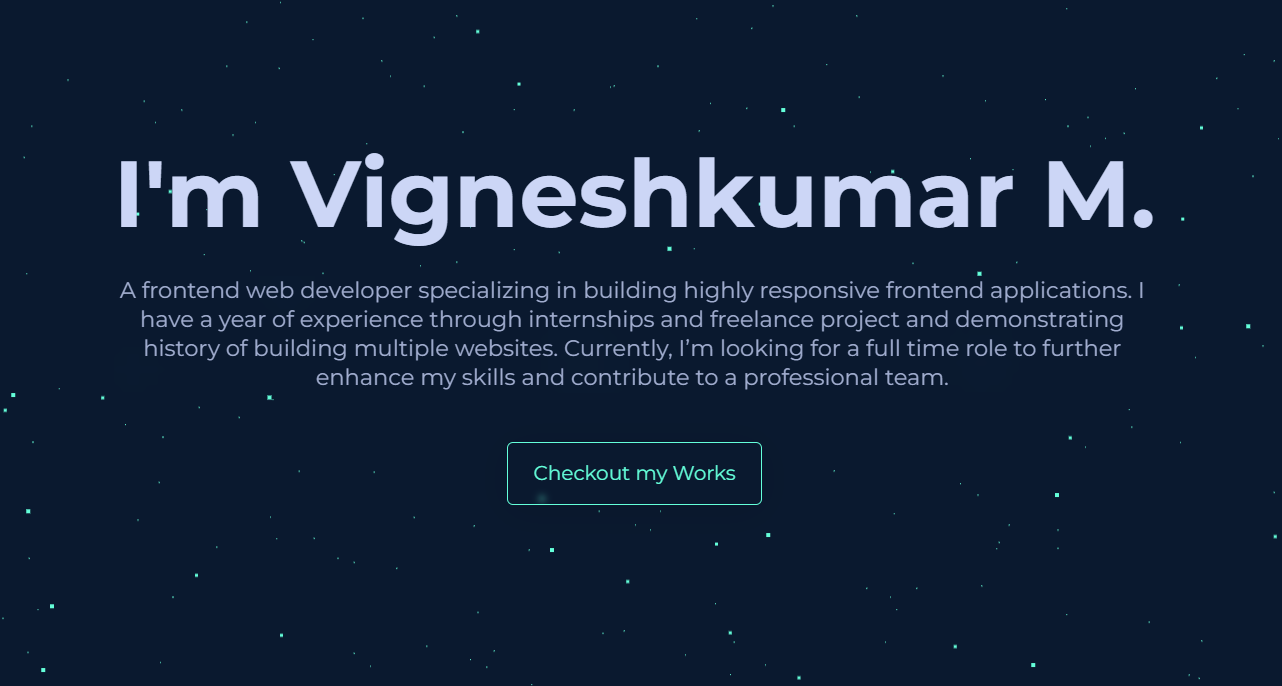 I'm Vigneshkumar M.
A frontend web developer specializing in building highly responsive frontend applications. I
have a year of experience through internships and freelance project and demonstrating
history of building multiple websites. Currently, I’m looking for a full time role to further
enhance my skills and contribute to a professional team.
Checkout my Works